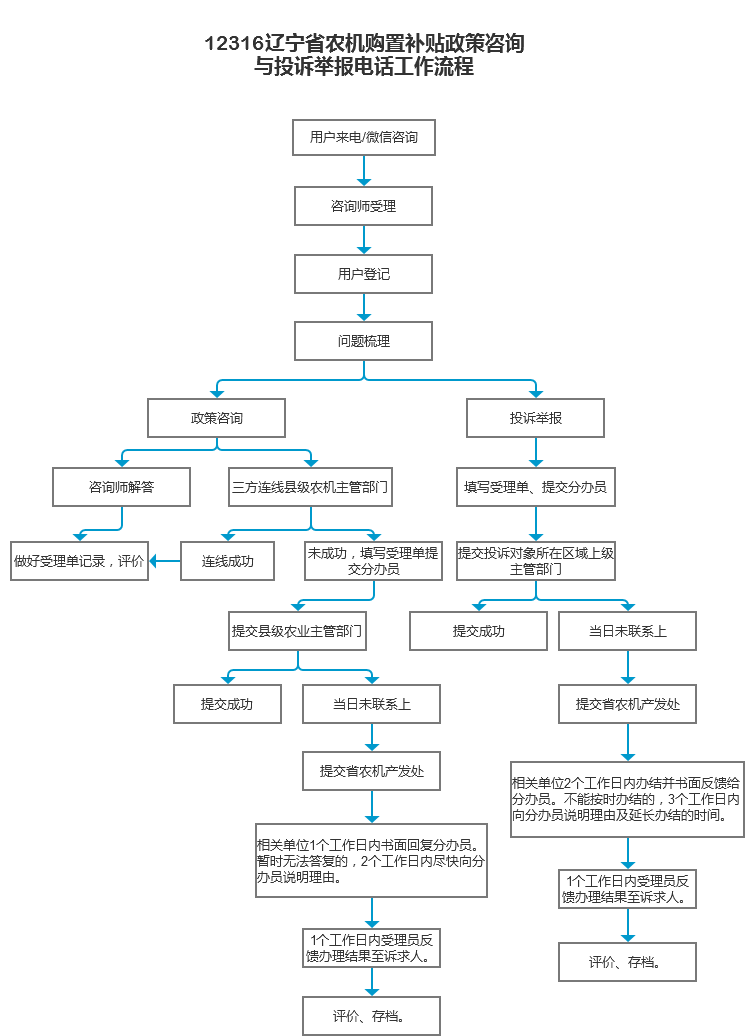 12316辽宁省农机购置补贴政策咨询
与投诉举报电话工作流程
用户来电/微信咨询
咨询师受理
用户登记
问题梳理
政策咨询
投诉举报
咨询师解答
三方连线县级农机主管部门
填写受理单、提交分办员
做好受理单记录，评价
连线成功
未成功，填写受理单提
交分办员
提交投诉对象所在区域上级
主管部门
提交县级农业主管部门
提交成功
当日未联系上
提交成功
当日未联系上
提交省农机产发处
提交省农机产发处
相关单位2个工作日内办结并书面反馈给
分办员。不能按时办结的，3个工作日内
向分办员说明理由及延长办结的时间。
相关单位1个工作日内书面回复分办员。
暂时无法答复的，2个工作日内尽快向分
办员说明理由。
1个工作日内受理员反
馈办理结果至诉求人。
1个工作日内受理员反
馈办理结果至诉求人。
评价、存档。
评价、存档。